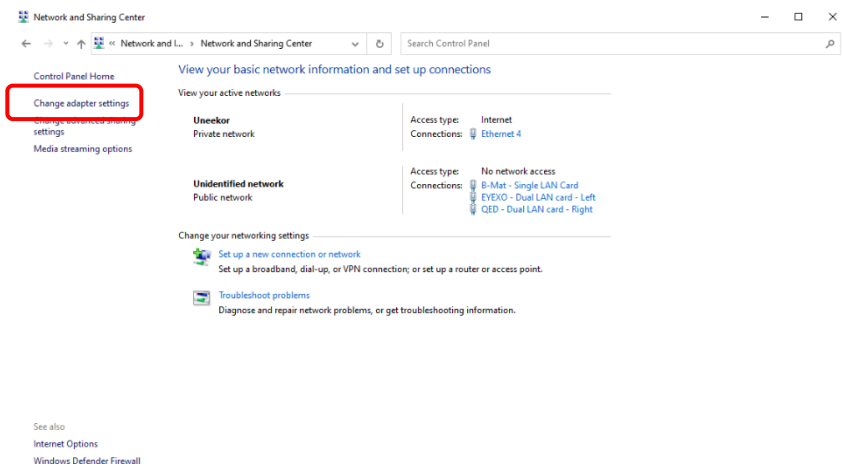 Network and Sharing Center
« Network and I... › Network and Sharing Center
Search Control Panel
Control Panel Home
Change adapter settings
Change advanced sharing
settings
Media streaming options
View your basic network information and set up connections
View your active networks
Uneekor
Private network
Access type: Internet
Connections: Ethernet 4
Unidentified network
Public network
Access type: No network access
Connections: B-Mat - Single LAN Card
EYEXO - Dual LAN card - Left
QED - Dual LAN card - Right
Change your networking settings
Set up a new connection or network
Set up a broadband, dial-up, or VPN connection; or set up a router or access point.
Troubleshoot problems
Diagnose and repair network problems, or get troubleshooting information.
See also
Internet Options
Windows Defender Firewall